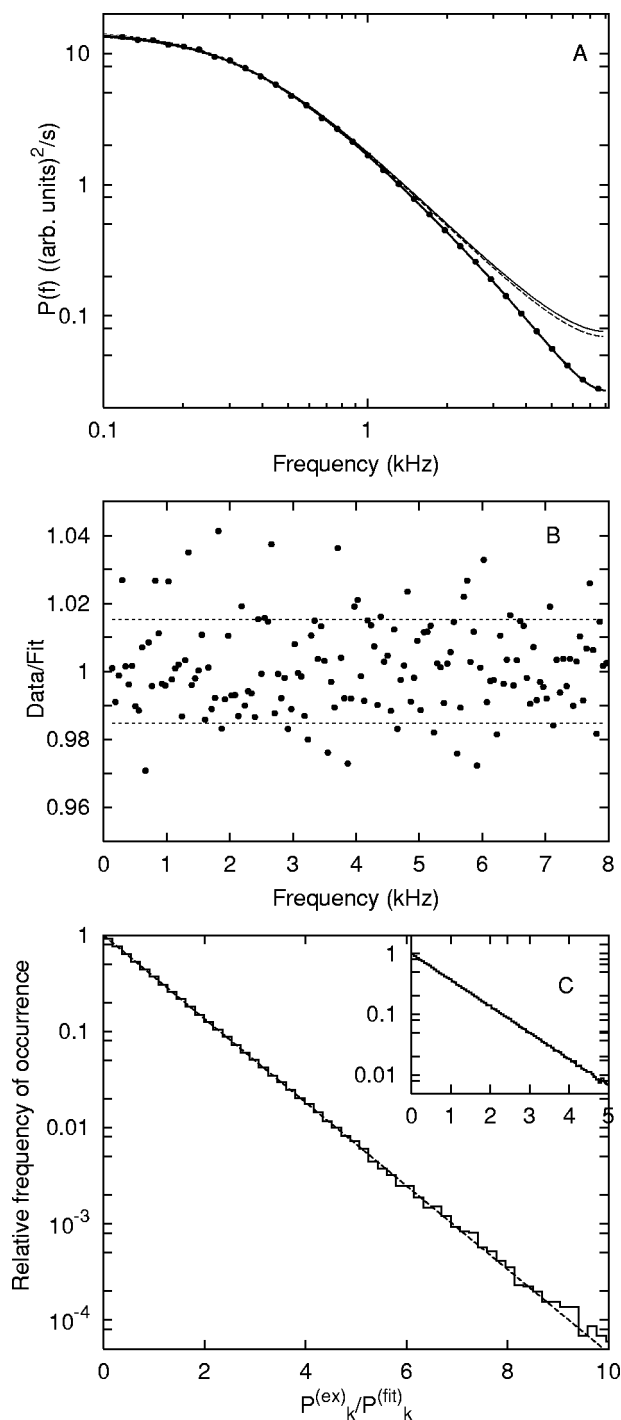 A
P(f) ((arb. units)²/s)
10
1
0.1
0.1 1
Frequency (kHz)
B
Data/Fit
1.04
1.02
1
0.98
0.96
0 1 2 3 4 5 6 7 8
Frequency (kHz)
C
Relative frequency of occurrence
1
0.1
0.01
10⁻³
10⁻⁴
1
0.1
0.01
0 1 2 3 4 5
0 2 4 6 8 10
P⁽ᵉˣ⁾ₖ/P⁽ᶠⁱᵗ⁾ₖ